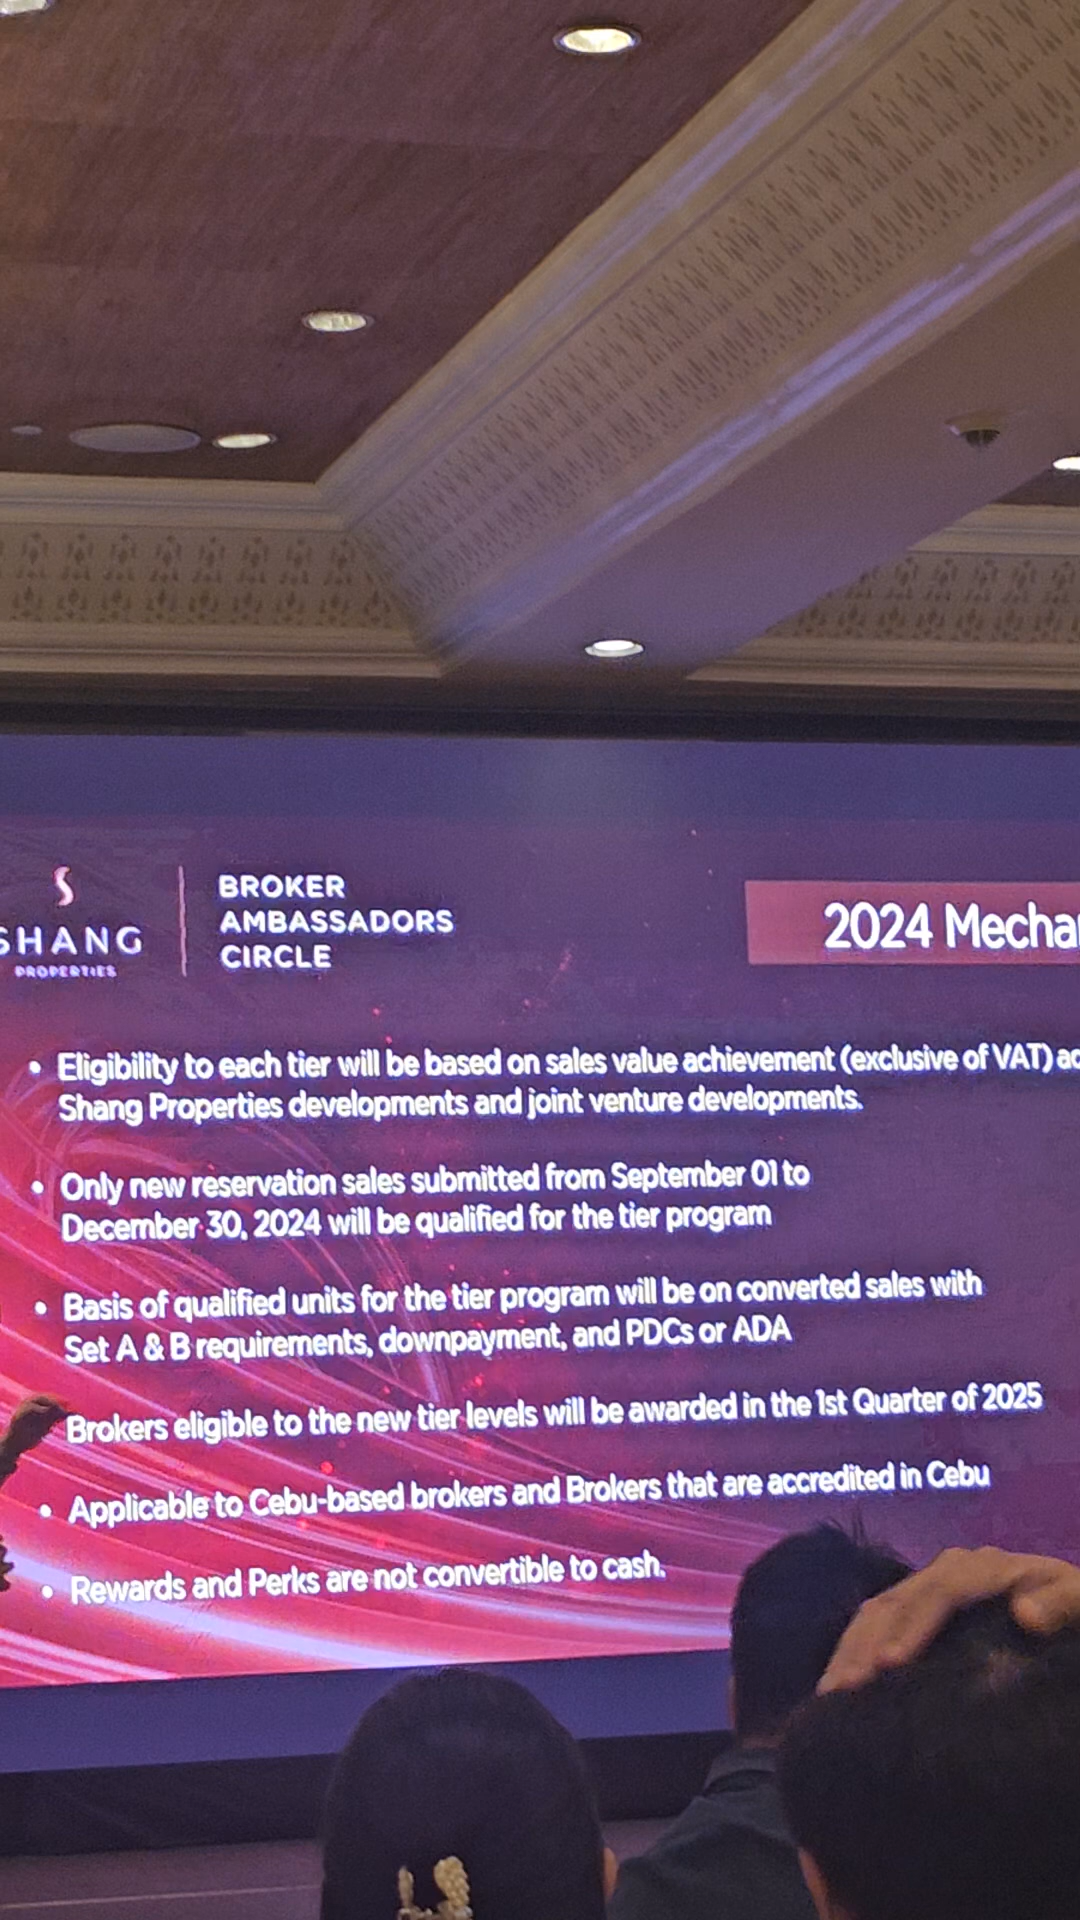 SHANG
PROPERTIES
BROKER
AMBASSADORS
CIRCLE
2024
• Eligibility to each tier will be based on sales value achievement (exclusive of VAT)
Shang Properties developments and joint venture developments.
• Only new reservation sales submitted from September 01 to
December 30, 2024 will be qualified for the tier program
• Basis of qualified units for the tier program will be on converted sales with
Set A & B requirements, downpayment, and PDCs or ADA
Brokers eligible to the new tier levels will be awarded in the 1st Quarter of 2025
• Applicable to Cebu-based brokers and Brokers that are accredited in Cebu
• Rewards and Perks are not convertible to cash.